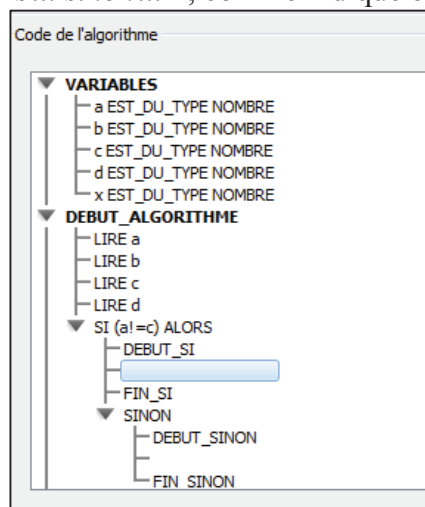 Code de l'algorithme
VARIABLES
a EST_DU_TYPE NOMBRE
b EST_DU_TYPE NOMBRE
c EST_DU_TYPE NOMBRE
d EST_DU_TYPE NOMBRE
x EST_DU_TYPE NOMBRE
DEBUT_ALGORITHME
LIRE a
LIRE b
LIRE c
LIRE d
SI (a!=c) ALORS
DEBUT_SI
FIN_SI
SINON
DEBUT_SINON
FIN_SINON